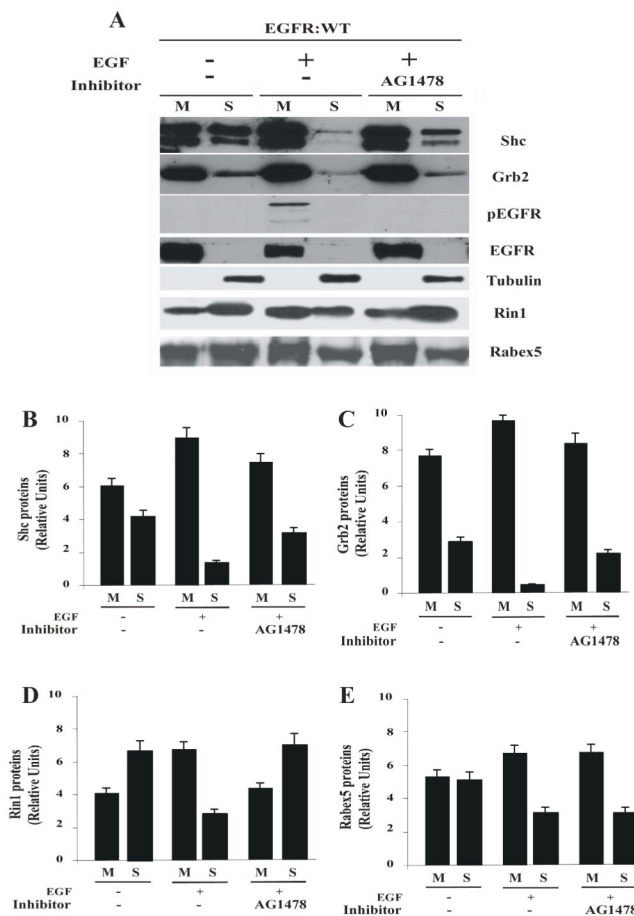 A
EGFR:WT
EGF - + +
Inhibitor - - AG1478
M S M S M S
Shc
Grb2
pEGFR
EGFR
Tubulin
Rin1
Rabex5
B
Shc proteins
(Relative Units)
10
8
6
4
2
0
M S M S M S
EGF - + +
Inhibitor - - AG1478
C
Grb2 proteins
(Relative Units)
10
8
6
4
2
0
M S M S M S
EGF - + +
Inhibitor - - AG1478
D
Rin1 proteins
(Relative Units)
10
8
6
4
2
0
M S M S M S
EGF - + +
Inhibitor - - AG1478
E
Rabex5 proteins
(Relative Units)
10
8
6
4
2
0
M S M S M S
EGF - + +
Inhibitor - - AG1478